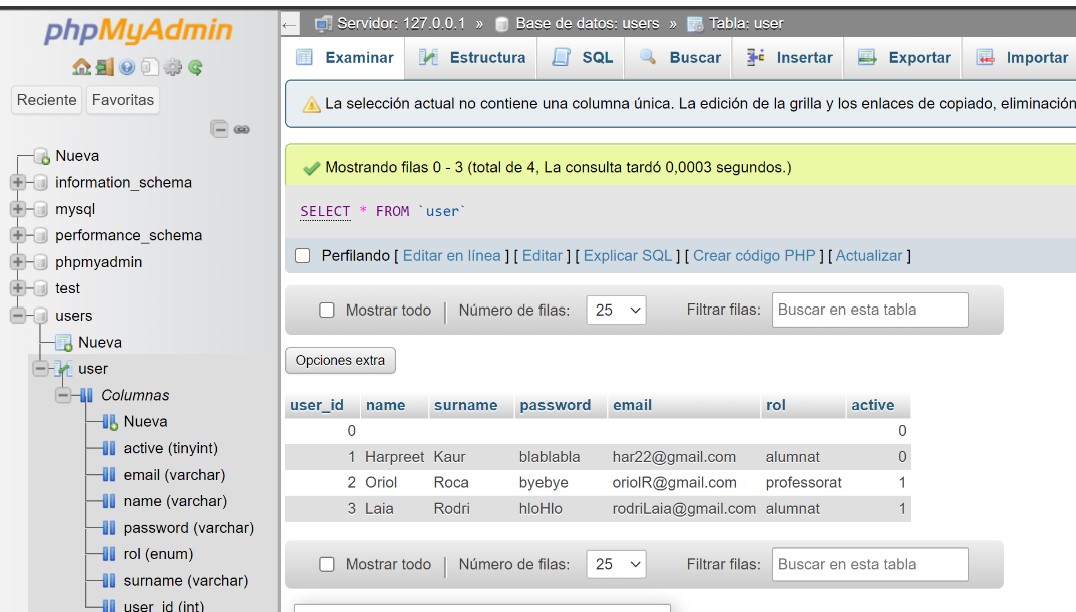 phpMyAdmin
Reciente Favoritas
Nueva
information_schema
mysql
performance_schema
phpmyadmin
test
users
Nueva
user
Columnas
Nueva
active (tinyint)
email (varchar)
name (varchar)
password (varchar)
rol (enum)
surname (varchar)
user_id (int)
Servidor: 127.0.0.1 » Base de datos: users » Tabla: user
Examinar Estructura SQL Buscar Insertar Exportar Importar
La selección actual no contiene una columna única. La edición de la grilla y los enlaces de copiado, eliminación
Mostrando filas 0 - 3 (total de 4, La consulta tardó 0,0003 segundos.)
SELECT * FROM `user`
Perfilando [ Editar en línea ] [ Editar ] [ Explicar SQL ] [ Crear código PHP ] [ Actualizar ]
Mostrar todo | Número de filas: 25 Filtrar filas: Buscar en esta tabla
Opciones extra
user_id name surname password email rol active
0 0
1 Harpreet Kaur blablabla har22@gmail.com alumnat 0
2 Oriol Roca byebye oriolR@gmail.com professorat 1
3 Laia Rodri hloHlo rodriLaia@gmail.com alumnat 1
Mostrar todo | Número de filas: 25 Filtrar filas: Buscar en esta tabla